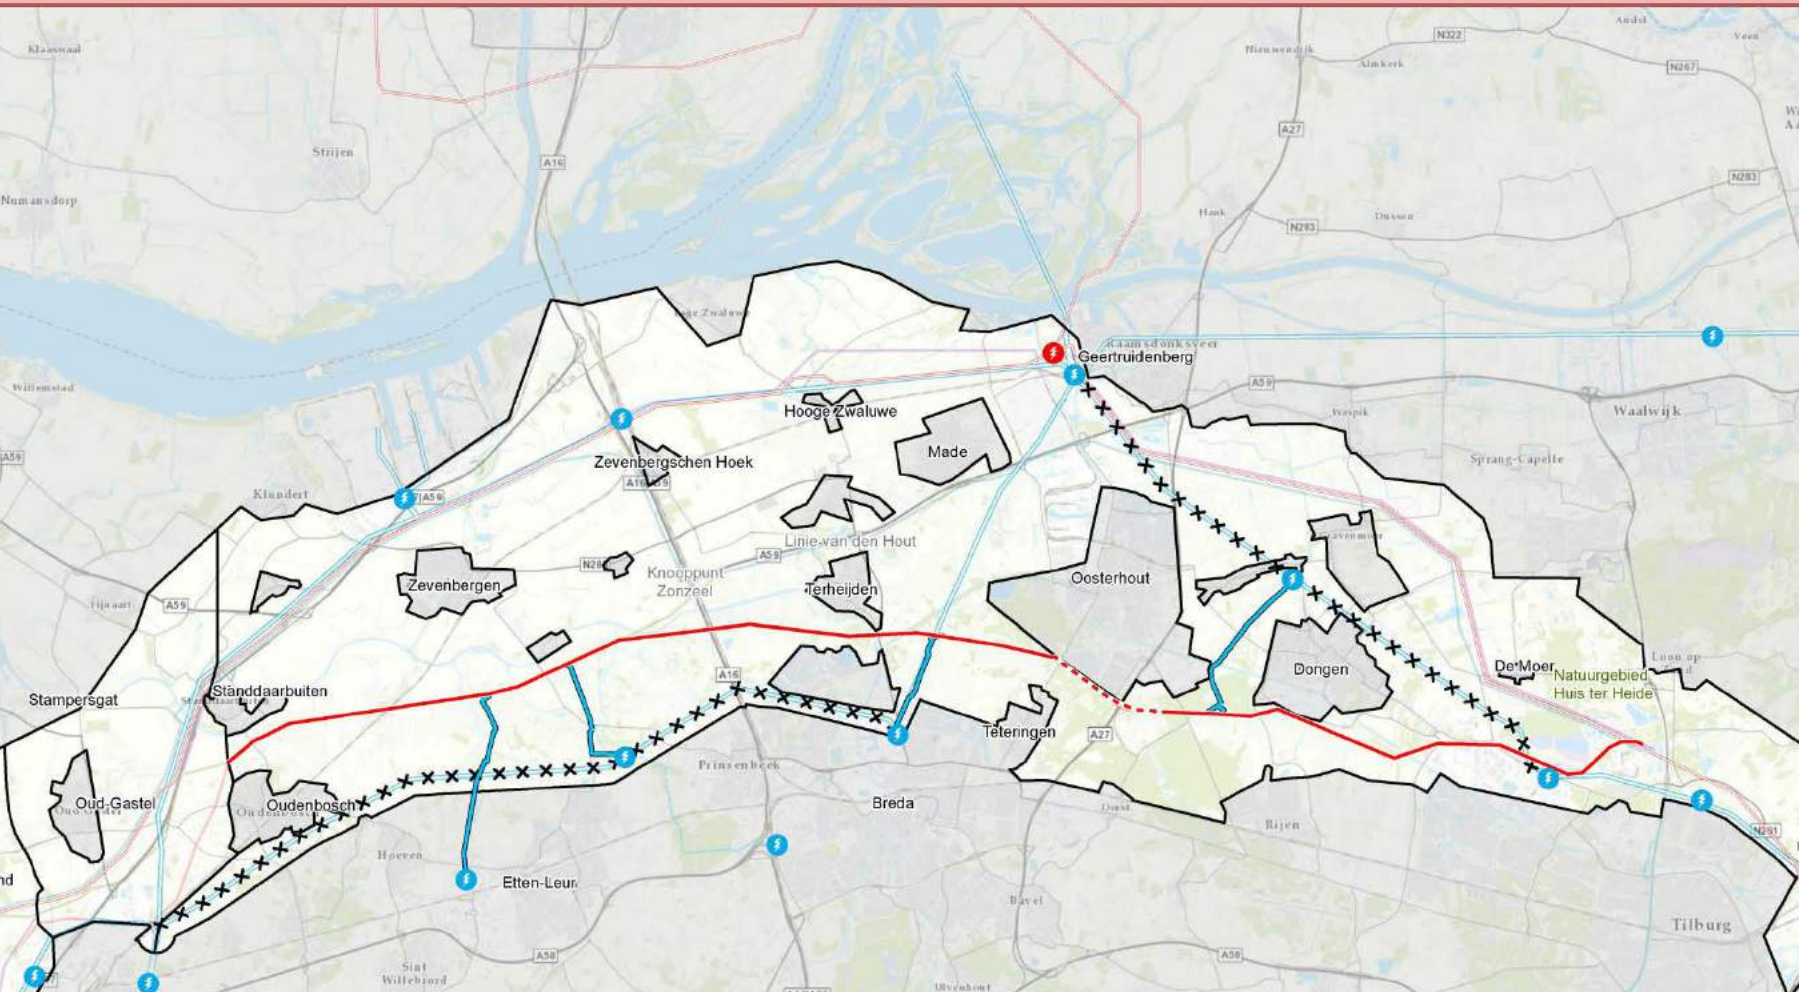 Andel
Klaaswaal
N322
Veen
Nieuwendijk
Almkerk
N267
A27
Strijen
A16
N283
Numansdorp
Hank
Dussen
N283
Raamsdonksveer
Geertruidenberg
Willemstad
A59
Waspik
Waalwijk
Hooge Zwaluwe
Made
A59
Zevenbergschen Hoek
Sprang-Capelle
Klundert
A59
Linie van den Hout
A59
Knooppunt
Zonzeel
Oosterhout
Zevenbergen
Terheijden
Fijnaart
A59
A16
De Moer
Dongen
Loon op
Natuurgebied
Huis ter Heide
Stampersgat
Standdaarbuiten
Teteringen
A27
Prinsenbeek
Oud-Gastel
Oudenbosch
Breda
Dorst
Rijen
N261
Hoeven
Etten-Leur
Bavel
Tilburg
A58
A58
Sint
Willebrord
Ulvenhout